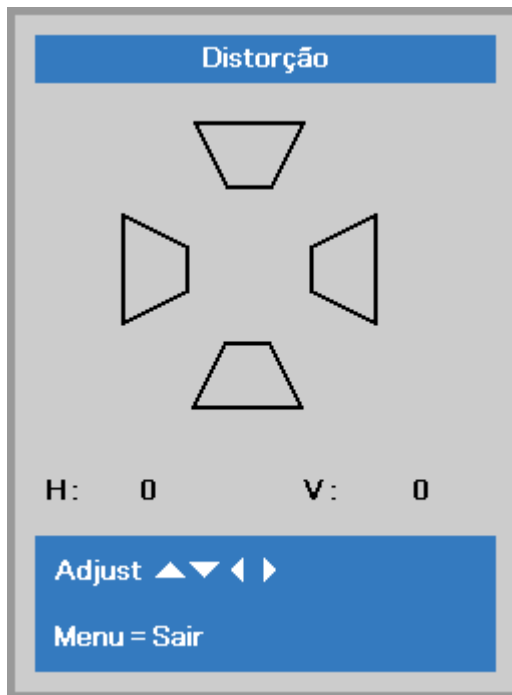 Distorção
H: 0 V: 0
Adjust ▲▼◀▶
Menu = Sair